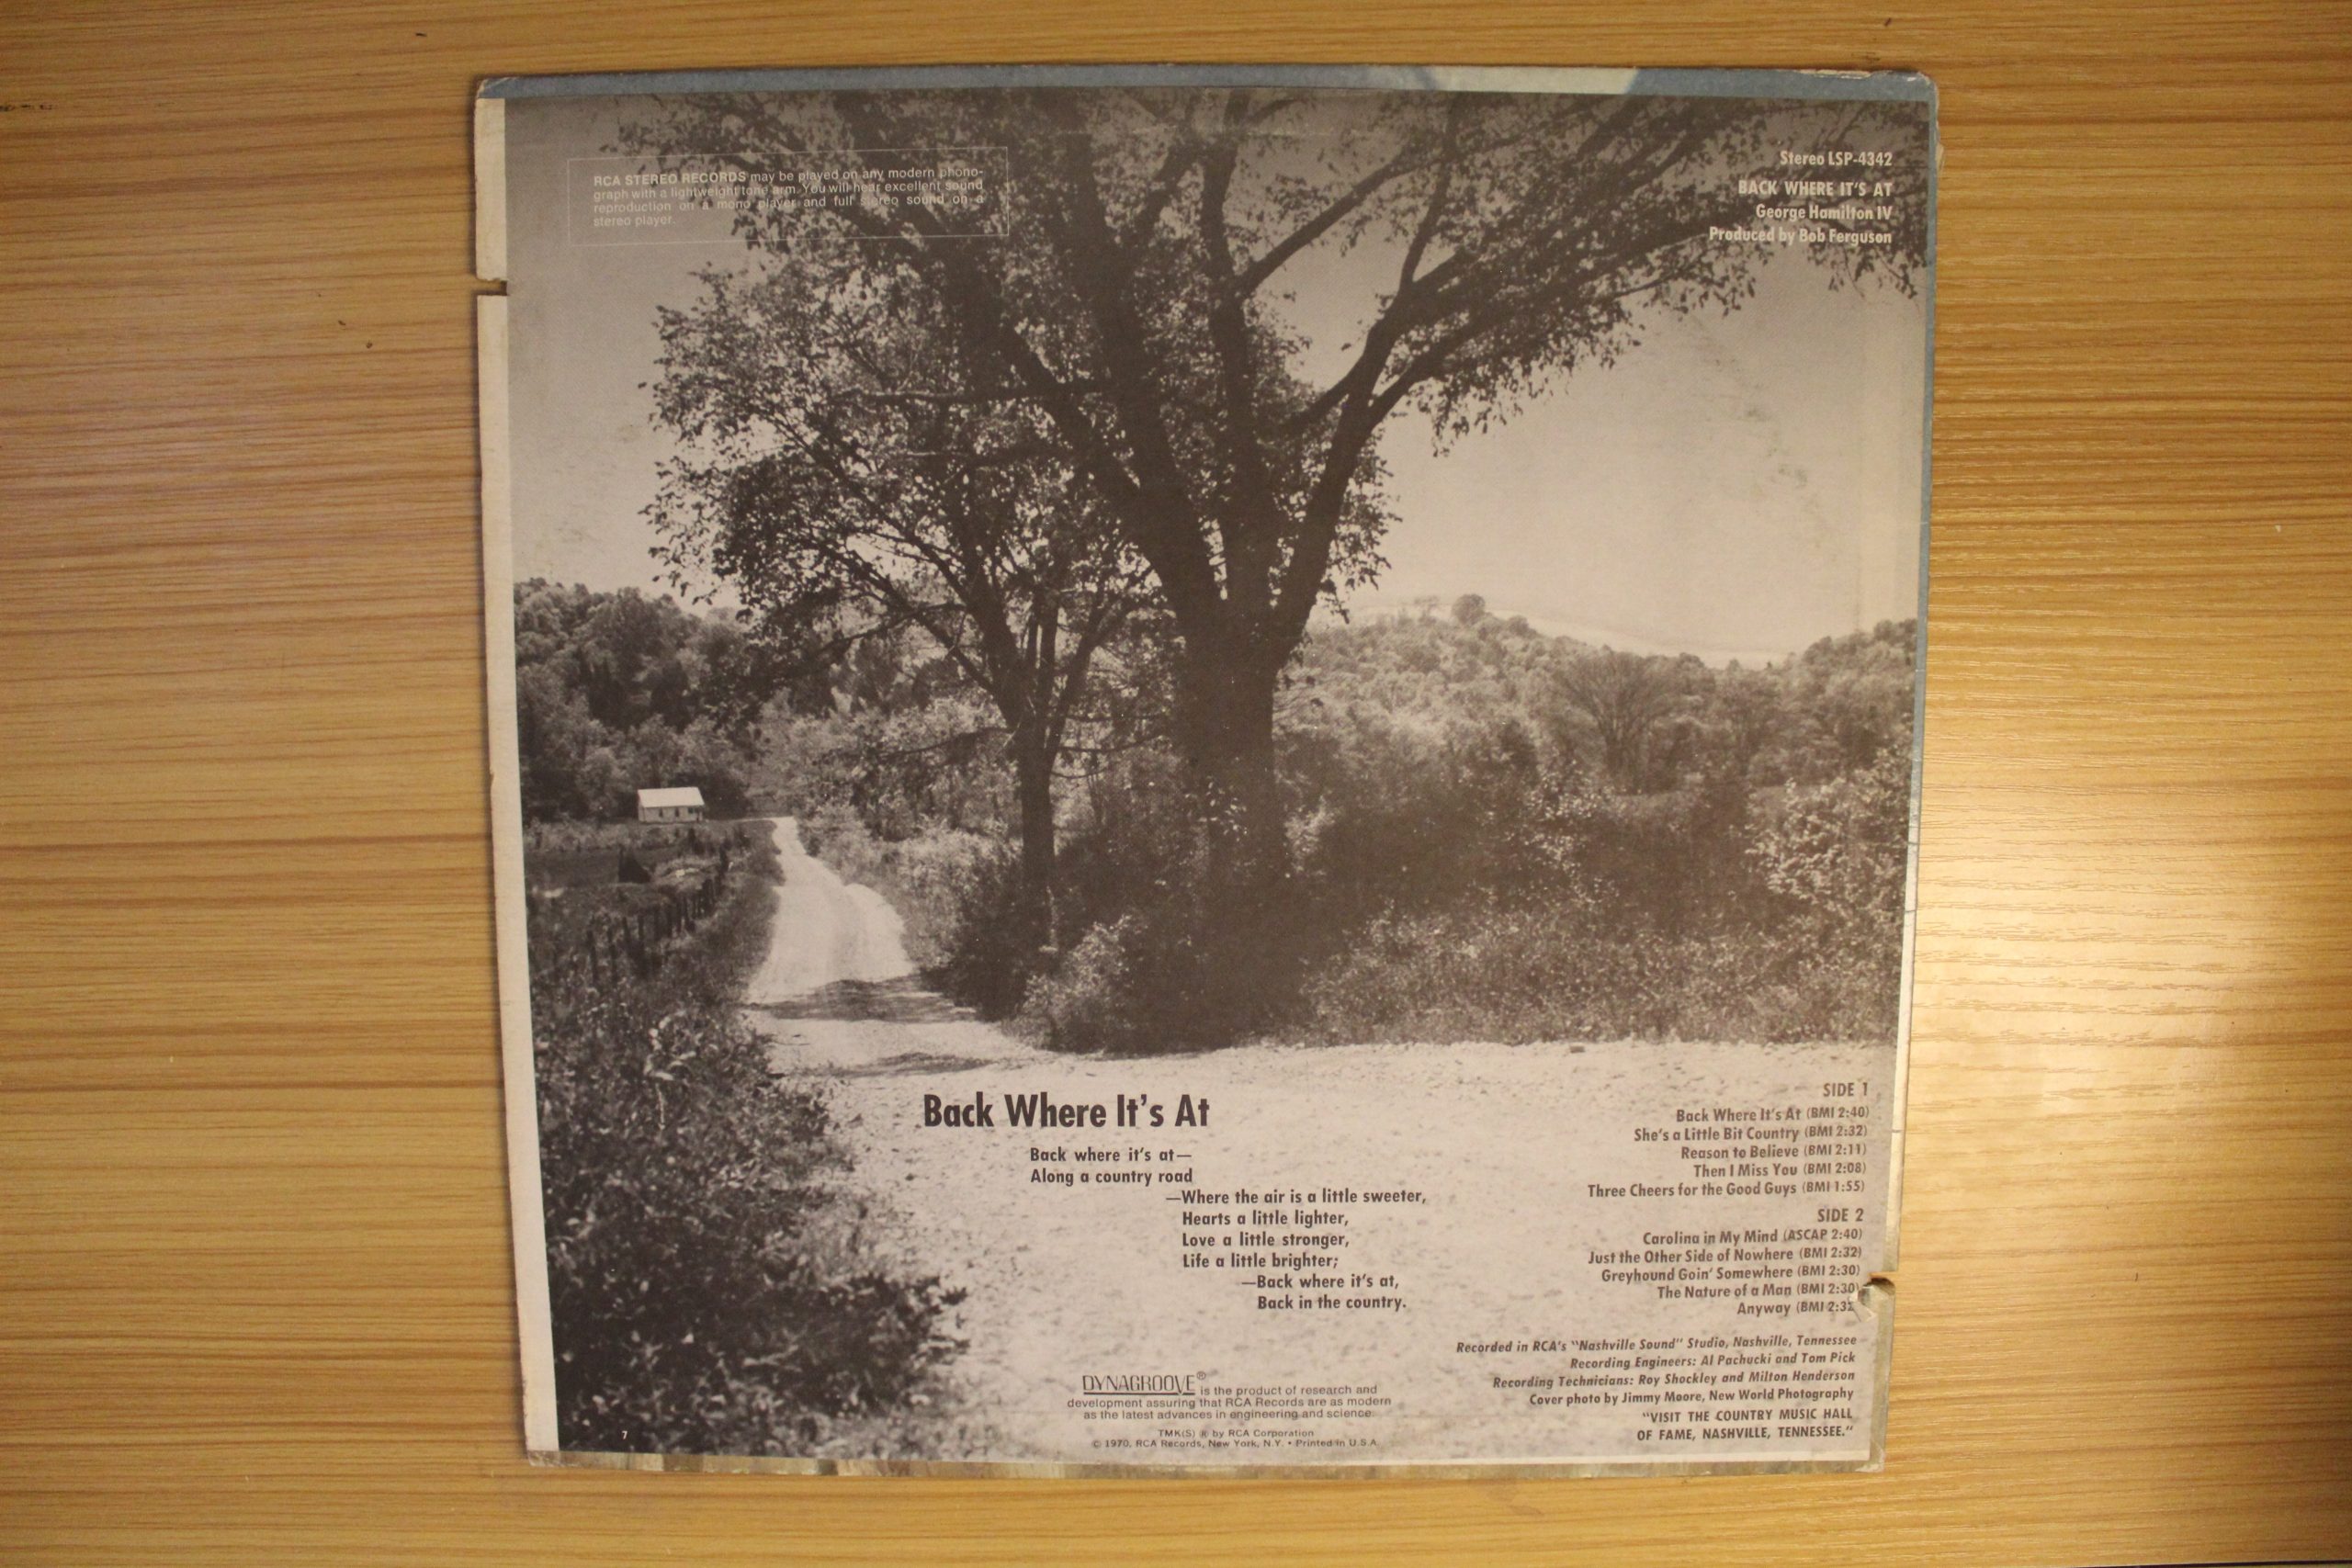 RCA STEREO RECORDS may be played on any modern phono-
graph with a lightweight tone arm. You will hear excellent sound
reproduction on a mono player and full stereo sound on a
stereo player.
Stereo LSP-4342
BACK WHERE IT'S AT
George Hamilton IV
Produced by Bob Ferguson
Back Where It's At
Back where it's at—
Along a country road
—Where the air is a little sweeter,
Hearts a little lighter,
Love a little stronger,
Life a little brighter;
—Back where it's at,
Back in the country.
SIDE 1
Back Where It's At (BMI 2:40)
She's a Little Bit Country (BMI 2:32)
Reason to Believe (BMI 2:11)
Then I Miss You (BMI 2:08)
Three Cheers for the Good Guys (BMI 1:55)
SIDE 2
Carolina in My Mind (ASCAP 2:40)
Just the Other Side of Nowhere (BMI 2:32)
Greyhound Goin' Somewhere (BMI 2:30)
The Nature of a Man (BMI 2:30)
Anyway (BMI 2:32
Recorded in RCA's "Nashville Sound" Studio, Nashville, Tennessee
Recording Engineers: Al Pachucki and Tom Pick
Recording Technicians: Roy Shockley and Milton Henderson
Cover photo by Jimmy Moore, New World Photography
"VISIT THE COUNTRY MUSIC HALL
OF FAME, NASHVILLE, TENNESSEE."
DYNAGROOVE® is the product of research and
development assuring that RCA Records are as modern
as the latest advances in engineering and science.
TMK(S) ® by RCA Corporation
© 1970, RCA Records, New York, N.Y. • Printed in U.S.A.
7